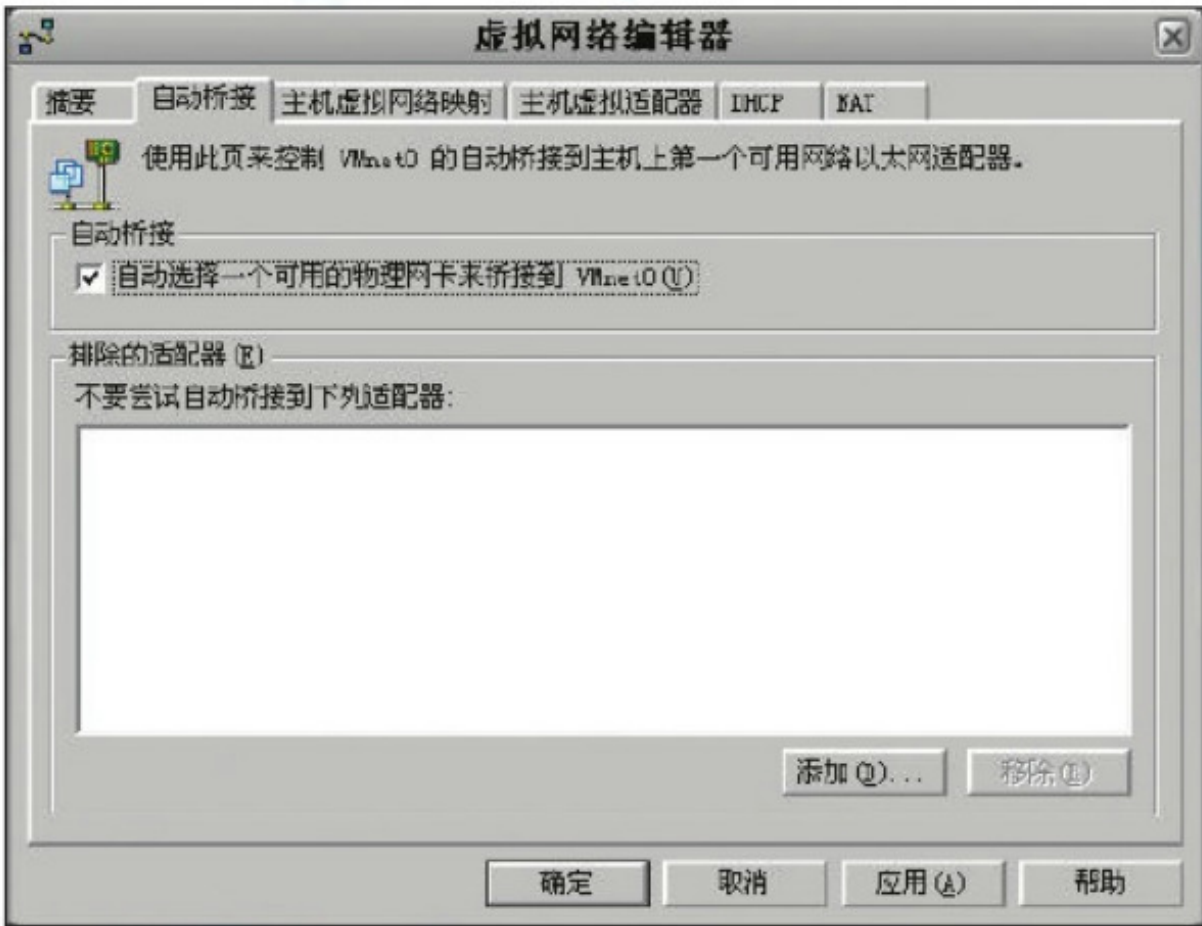 虚拟网络编辑器
摘要 自动桥接 主机虚拟网络映射 主机虚拟适配器 DHCP NAT
使用此页来控制 VMnet0 的自动桥接到主机上第一个可用网络以太网适配器。
自动桥接
自动选择一个可用的物理网卡来桥接到 VMnet0(U)
排除的适配器(E)
不要尝试自动桥接到下列适配器:
添加(D)... 移除
确定 取消 应用(A) 帮助